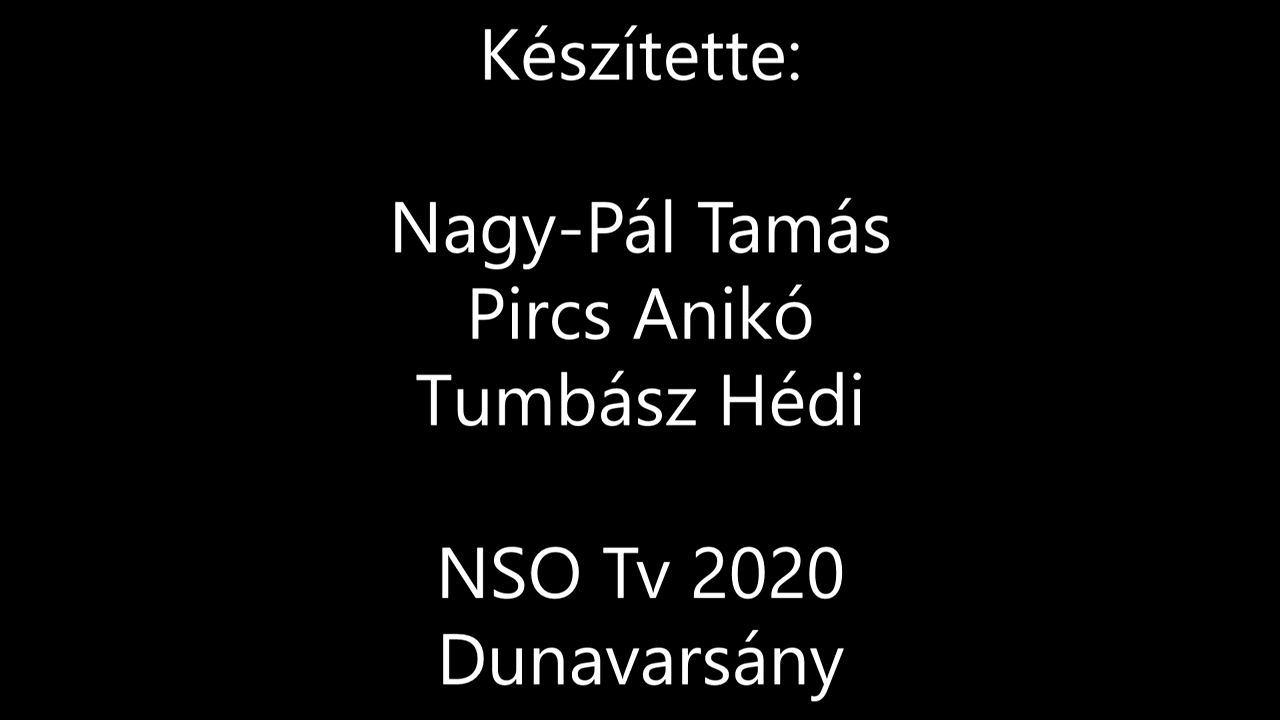 Készítette:
Nagy-Pál Tamás
Pircs Anikó
Tumbász Hédi
NSO Tv 2020
Dunavarsány